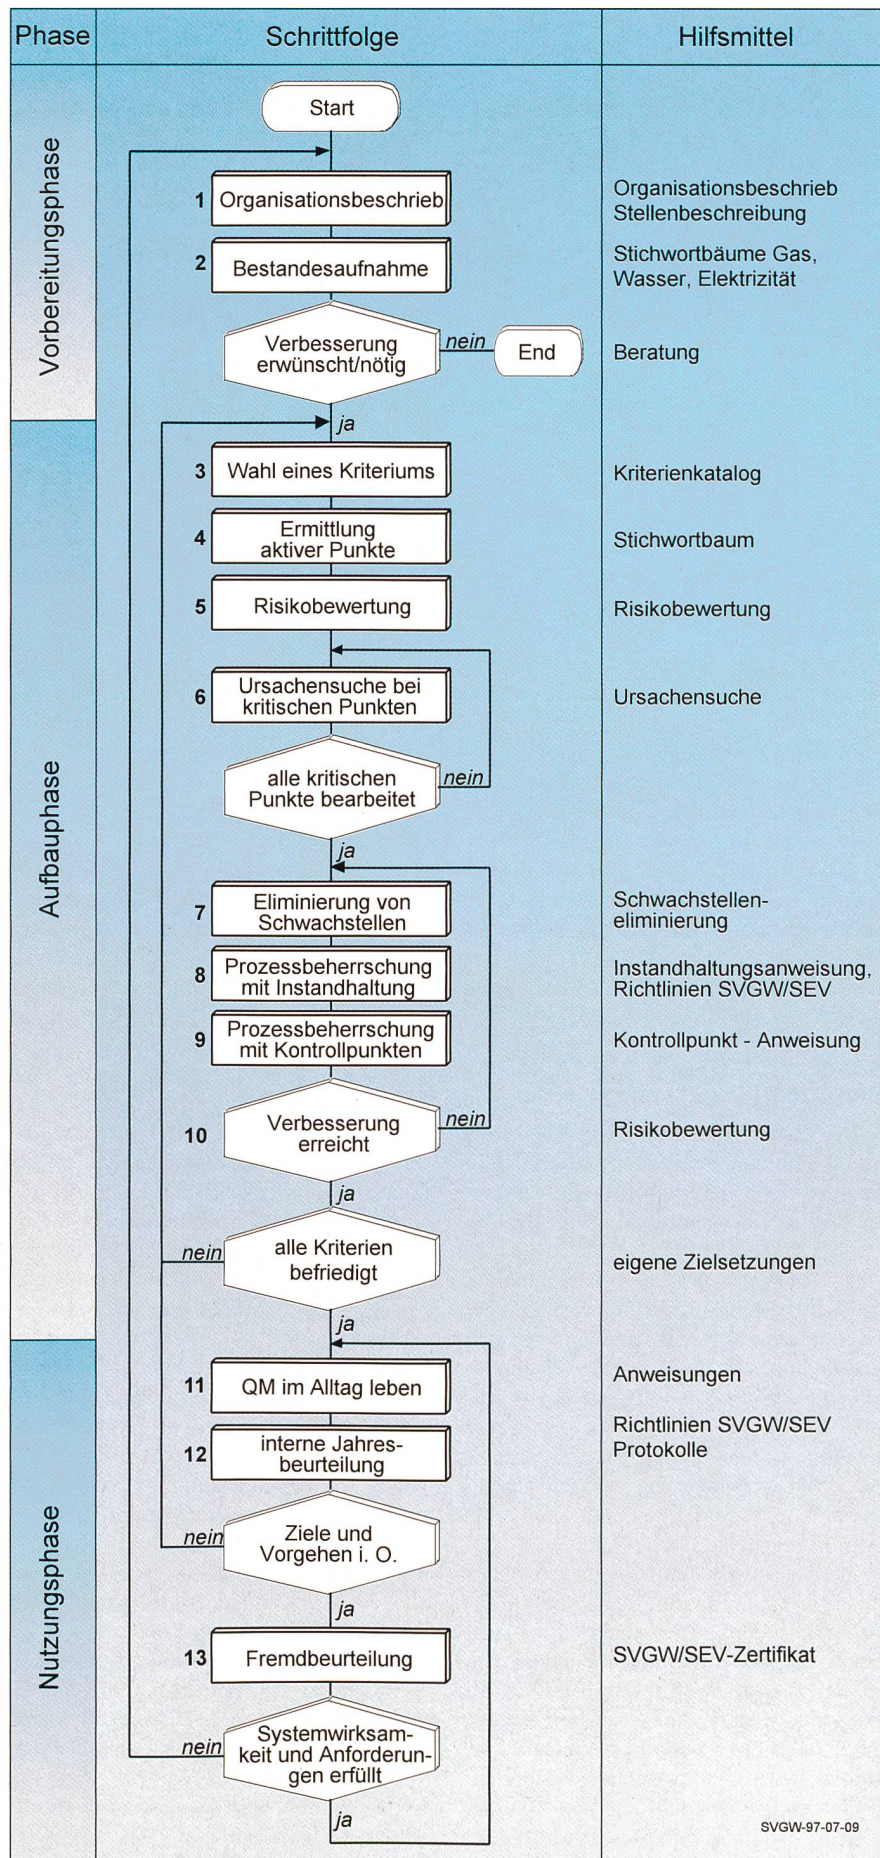 Phase
Schrittfolge
Hilfsmittel
Vorbereitungsphase
Start
1
Organisationsbeschrieb
Organisationsbeschrieb
Stellenbeschreibung
2
Bestandesaufnahme
Stichwortbäume Gas,
Wasser, Elektrizität
Verbesserung
erwünscht/nötig
nein
End
Beratung
ja
Aufbauphase
3
Wahl eines Kriteriums
Kriterienkatalog
4
Ermittlung
aktiver Punkte
Stichwortbaum
5
Risikobewertung
Risikobewertung
6
Ursachensuche bei
kritischen Punkten
Ursachensuche
alle kritischen
Punkte bearbeitet
nein
ja
7
Eliminierung von
Schwachstellen
Schwachstellen-
eliminierung
8
Prozessbeherrschung
mit Instandhaltung
Instandhaltungsanweisung,
Richtlinien SVGW/SEV
9
Prozessbeherrschung
mit Kontrollpunkten
Kontrollpunkt - Anweisung
10
Verbesserung
erreicht
nein
Risikobewertung
ja
nein
alle Kriterien
befriedigt
eigene Zielsetzungen
ja
Nutzungsphase
11
QM im Alltag leben
Anweisungen
12
interne Jahres-
beurteilung
Richtlinien SVGW/SEV
Protokolle
nein
Ziele und
Vorgehen i. O.
ja
13
Fremdbeurteilung
SVGW/SEV-Zertifikat
nein
Systemwirksam-
keit und Anforderun-
gen erfüllt
ja
SVGW-97-07-09